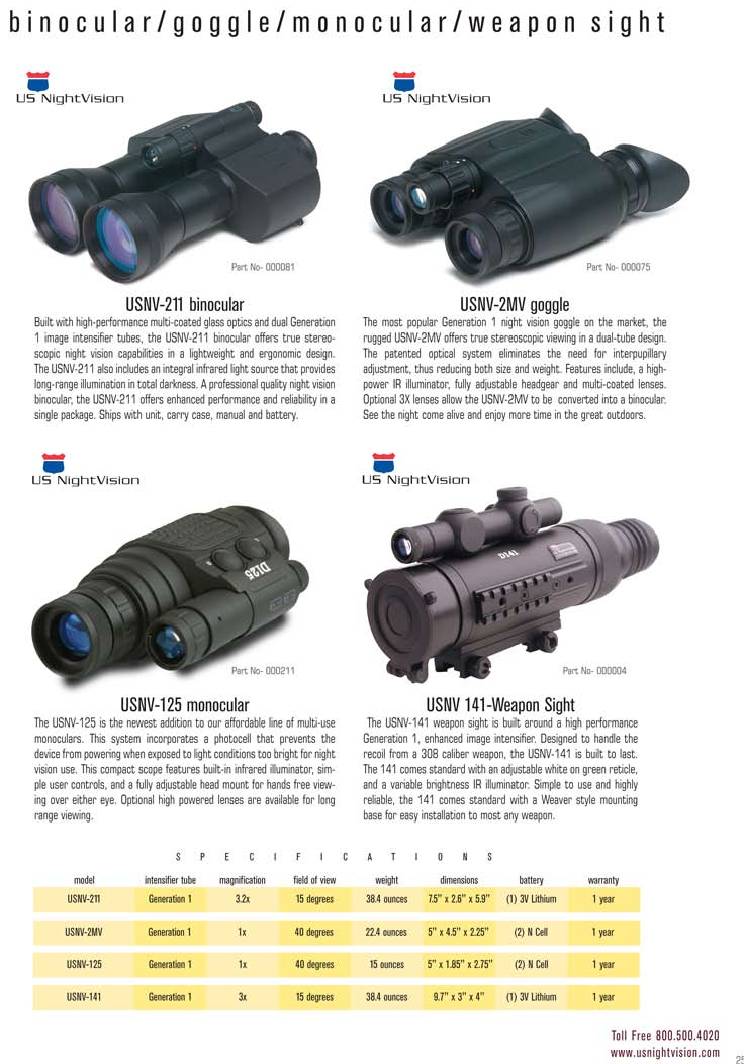 binocular/goggle/monocular/weapon sight
US NightVision
US NightVision
Part No- 000081
Part No- 000075
USNV-211 binocular
Built with high-performance multi-coated glass optics and dual Generation
1 image intensifier tubes, the USNV-211 binocular offers true stereo-
scopic night vision capabilities in a lightweight and ergonomic design.
The USNV-211 also includes an integral infrared light source that provides
long-range illumination in total darkness. A professional quality night vision
binocular, the USNV-211 offers enhanced performance and reliability in a
single package. Ships with unit, carry case, manual and battery.
USNV-2MV goggle
The most popular Generation 1 night vision goggle on the market, the
rugged USNV-2MV offers true stereoscopic viewing in a dual-tube design.
The patented optical system eliminates the need for interpupillary
adjustment, thus reducing both size and weight. Features include, a high-
power IR illuminator, fully adjustable headgear and multi-coated lenses.
Optional 3X lenses allow the USNV-2MV to be converted into a binocular.
See the night come alive and enjoy more time in the great outdoors.
US NightVision
US NightVision
D125
D141
Part No- 000211
Part No- 000004
USNV-125 monocular
The USNV-125 is the newest addition to our affordable line of multi-use
monoculars. This system incorporates a photocell that prevents the
device from powering when exposed to light conditions too bright for night
vision use. This compact scope features built-in infrared illuminator, sim-
ple user controls, and a fully adjustable head mount for hands free view-
ing over either eye. Optional high powered lenses are available for long
range viewing.
USNV 141-Weapon Sight
The USNV-141 weapon sight is built around a high performance
Generation 1, enhanced image intensifier. Designed to handle the
recoil from a 308 caliber weapon, the USNV-141 is built to last.
The 141 comes standard with an adjustable white on green reticle,
and a variable brightness IR illuminator. Simple to use and highly
reliable, the 141 comes standard with a Weaver style mounting
base for easy installation to most any weapon.
SPECIFICATIONS
model intensifier tube magnification field of view weight dimensions battery warranty
USNV-211 Generation 1 3.2x 15 degrees 38.4 ounces 7.5" x 2.6" x 5.9" (1) 3V Lithium 1 year
USNV-2MV Generation 1 1x 40 degrees 22.4 ounces 5" x 4.5" x 2.25" (2) N Cell 1 year
USNV-125 Generation 1 1x 40 degrees 15 ounces 5" x 1.85" x 2.75" (2) N Cell 1 year
USNV-141 Generation 1 3x 15 degrees 38.4 ounces 9.7" x 3" x 4" (1) 3V Lithium 1 year
Toll Free 800.500.4020
www.usnightvision.com